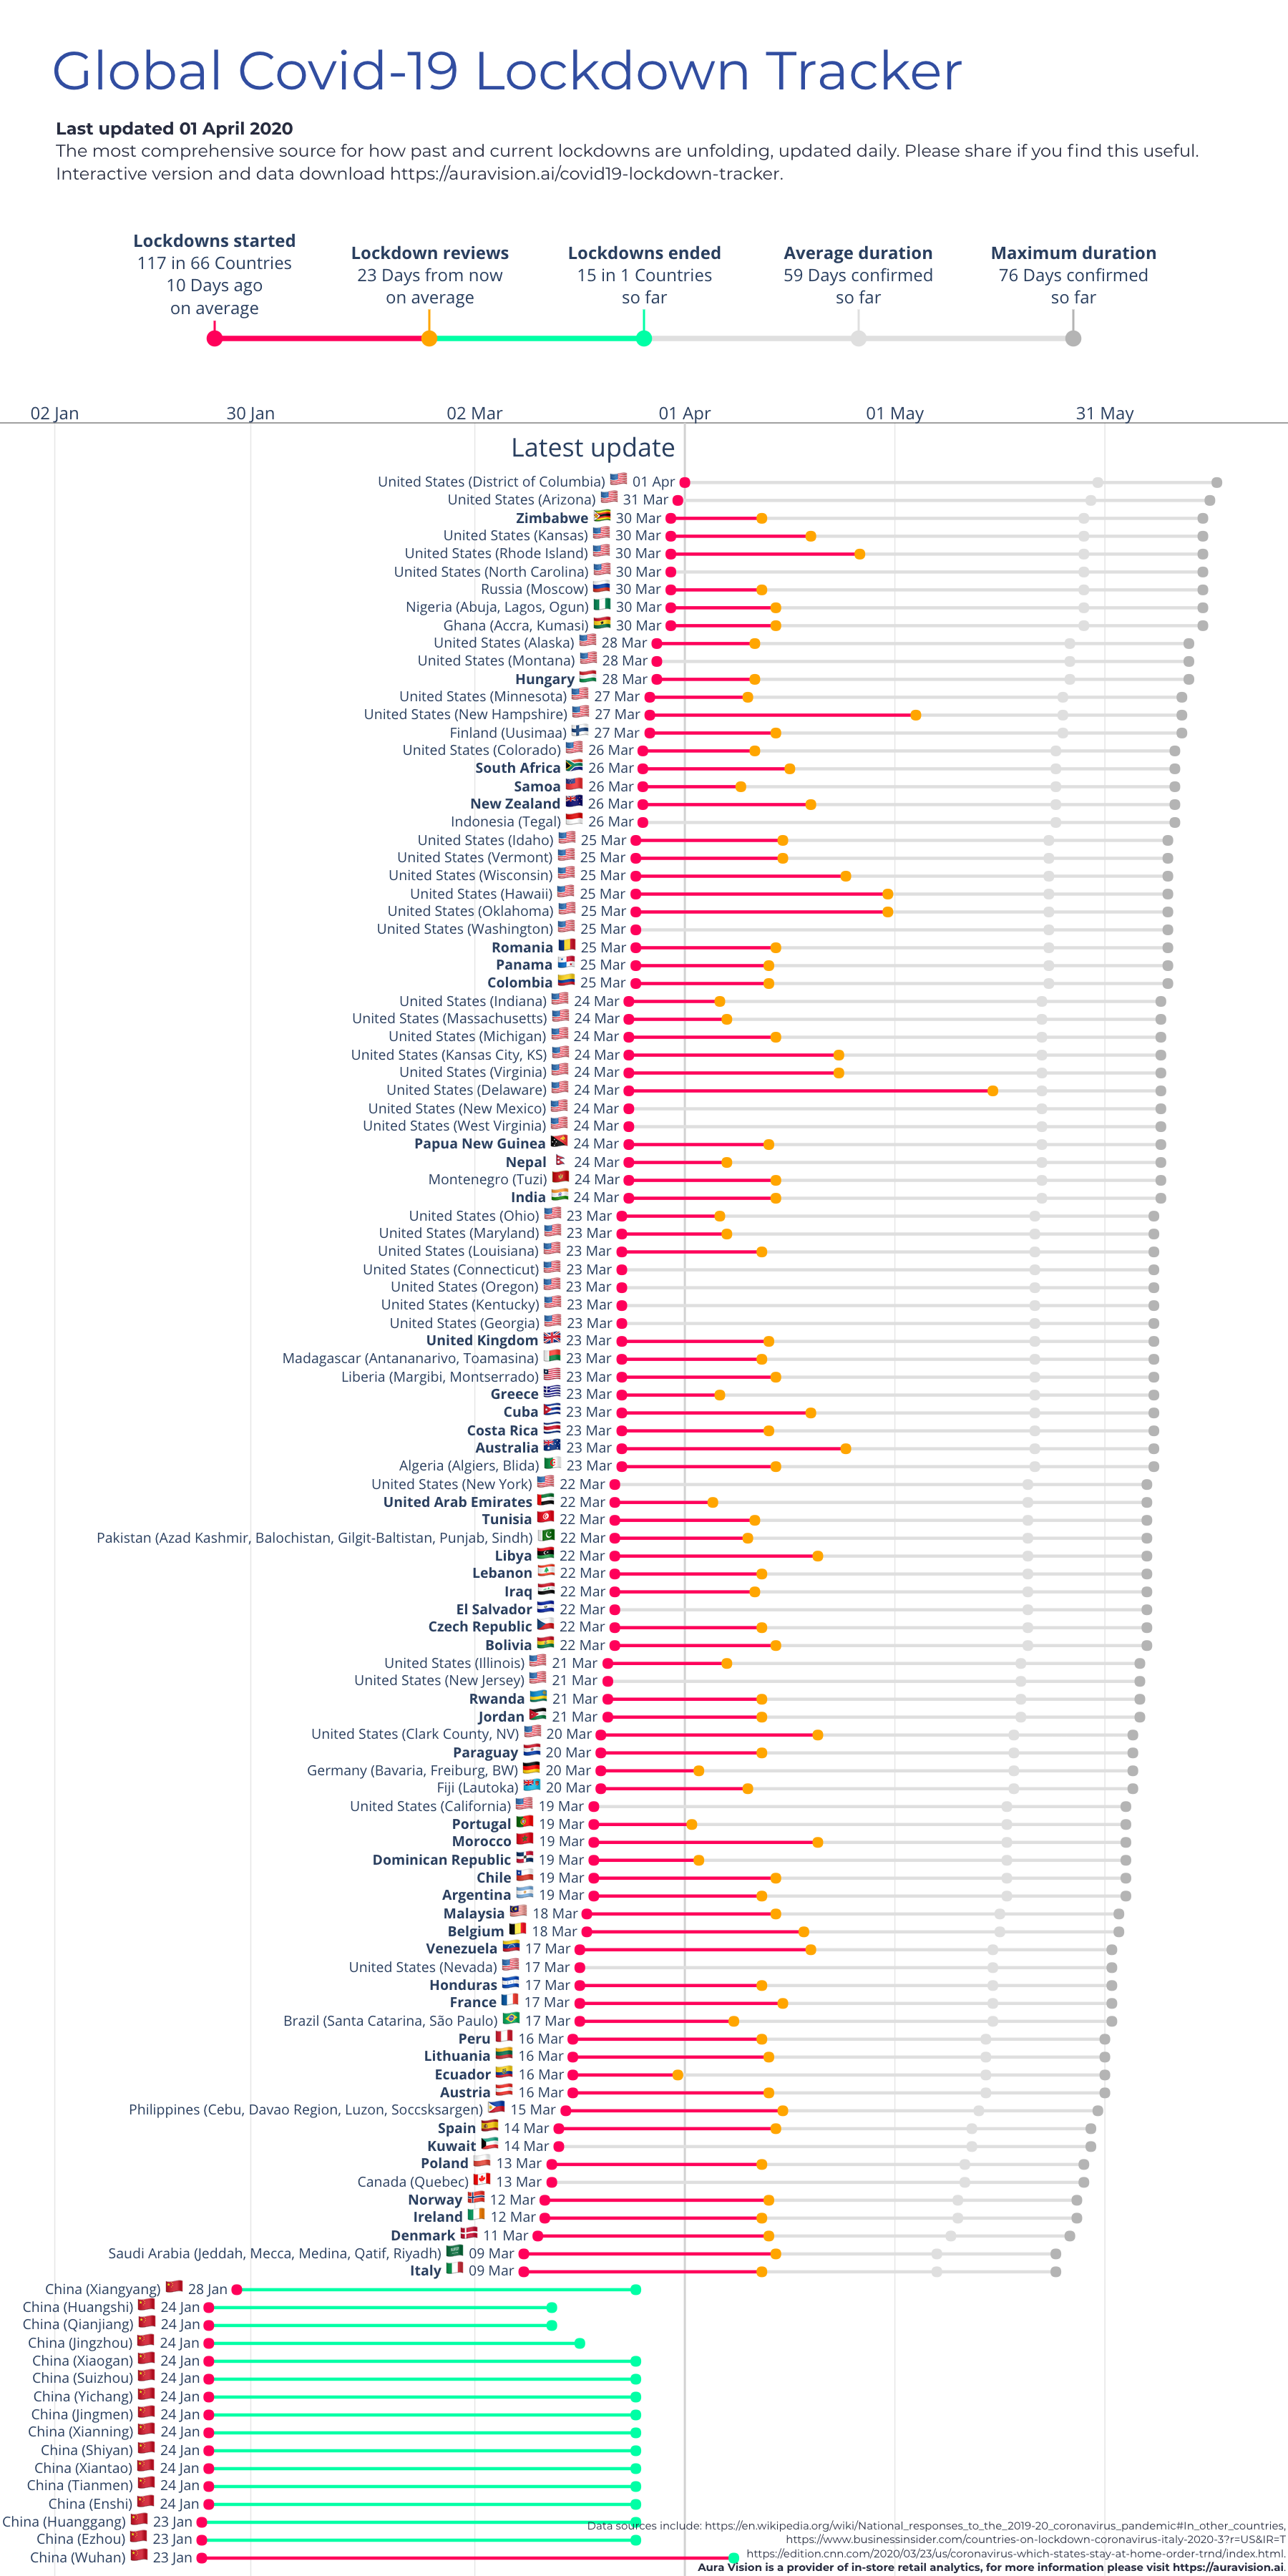 Global Covid-19 Lockdown Tracker
Last updated 01 April 2020
The most comprehensive source for how past and current lockdowns are unfolding, updated daily. Please share if you find this useful.
Interactive version and data download https://auravision.ai/covid19-lockdown-tracker.
Lockdowns started
117 in 66 Countries
10 Days ago
on average
Lockdown reviews
23 Days from now
on average
Lockdowns ended
15 in 1 Countries
so far
Average duration
59 Days confirmed
so far
Maximum duration
76 Days confirmed
so far
02 Jan 30 Jan 02 Mar 01 Apr 01 May 31 May
Latest update
United States (District of Columbia) 01 Apr
United States (Arizona) 31 Mar
Zimbabwe 30 Mar
United States (Kansas) 30 Mar
United States (Rhode Island) 30 Mar
United States (North Carolina) 30 Mar
Russia (Moscow) 30 Mar
Nigeria (Abuja, Lagos, Ogun) 30 Mar
Ghana (Accra, Kumasi) 30 Mar
United States (Alaska) 28 Mar
United States (Montana) 28 Mar
Hungary 28 Mar
United States (Minnesota) 27 Mar
United States (New Hampshire) 27 Mar
Finland (Uusimaa) 27 Mar
United States (Colorado) 26 Mar
South Africa 26 Mar
Samoa 26 Mar
New Zealand 26 Mar
Indonesia (Tegal) 26 Mar
United States (Idaho) 25 Mar
United States (Vermont) 25 Mar
United States (Wisconsin) 25 Mar
United States (Hawaii) 25 Mar
United States (Oklahoma) 25 Mar
United States (Washington) 25 Mar
Romania 25 Mar
Panama 25 Mar
Colombia 25 Mar
United States (Indiana) 24 Mar
United States (Massachusetts) 24 Mar
United States (Michigan) 24 Mar
United States (Kansas City, KS) 24 Mar
United States (Virginia) 24 Mar
United States (Delaware) 24 Mar
United States (New Mexico) 24 Mar
United States (West Virginia) 24 Mar
Papua New Guinea 24 Mar
Nepal 24 Mar
Montenegro (Tuzi) 24 Mar
India 24 Mar
United States (Ohio) 23 Mar
United States (Maryland) 23 Mar
United States (Louisiana) 23 Mar
United States (Connecticut) 23 Mar
United States (Oregon) 23 Mar
United States (Kentucky) 23 Mar
United States (Georgia) 23 Mar
United Kingdom 23 Mar
Madagascar (Antananarivo, Toamasina) 23 Mar
Liberia (Margibi, Montserrado) 23 Mar
Greece 23 Mar
Cuba 23 Mar
Costa Rica 23 Mar
Australia 23 Mar
Algeria (Algiers, Blida) 23 Mar
United States (New York) 22 Mar
United Arab Emirates 22 Mar
Tunisia 22 Mar
Pakistan (Azad Kashmir, Balochistan, Gilgit-Baltistan, Punjab, Sindh) 22 Mar
Libya 22 Mar
Lebanon 22 Mar
Iraq 22 Mar
El Salvador 22 Mar
Czech Republic 22 Mar
Bolivia 22 Mar
United States (Illinois) 21 Mar
United States (New Jersey) 21 Mar
Rwanda 21 Mar
Jordan 21 Mar
United States (Clark County, NV) 20 Mar
Paraguay 20 Mar
Germany (Bavaria, Freiburg, BW) 20 Mar
Fiji (Lautoka) 20 Mar
United States (California) 19 Mar
Portugal 19 Mar
Morocco 19 Mar
Dominican Republic 19 Mar
Chile 19 Mar
Argentina 19 Mar
Malaysia 18 Mar
Belgium 18 Mar
Venezuela 17 Mar
United States (Nevada) 17 Mar
Honduras 17 Mar
France 17 Mar
Brazil (Santa Catarina, São Paulo) 17 Mar
Peru 16 Mar
Lithuania 16 Mar
Ecuador 16 Mar
Austria 16 Mar
Philippines (Cebu, Davao Region, Luzon, Soccsksargen) 15 Mar
Spain 14 Mar
Kuwait 14 Mar
Poland 13 Mar
Canada (Quebec) 13 Mar
Norway 12 Mar
Ireland 12 Mar
Denmark 11 Mar
Saudi Arabia (Jeddah, Mecca, Medina, Qatif, Riyadh) 09 Mar
Italy 09 Mar
China (Xiangyang) 28 Jan
China (Huangshi) 24 Jan
China (Qianjiang) 24 Jan
China (Jingzhou) 24 Jan
China (Xiaogan) 24 Jan
China (Suizhou) 24 Jan
China (Yichang) 24 Jan
China (Jingmen) 24 Jan
China (Xianning) 24 Jan
China (Shiyan) 24 Jan
China (Xiantao) 24 Jan
China (Tianmen) 24 Jan
China (Enshi) 24 Jan
China (Huanggang) 23 Jan
China (Ezhou) 23 Jan
China (Wuhan) 23 Jan
Data sources include: https://en.wikipedia.org/wiki/National_responses_to_the_2019-20_coronavirus_pandemic#In_other_countries,
https://www.businessinsider.com/countries-on-lockdown-coronavirus-italy-2020-3?r=US&IR=T
https://edition.cnn.com/2020/03/23/us/coronavirus-which-states-stay-at-home-order-trnd/index.html.
Aura Vision is a provider of in-store retail analytics, for more information please visit https://auravision.ai.